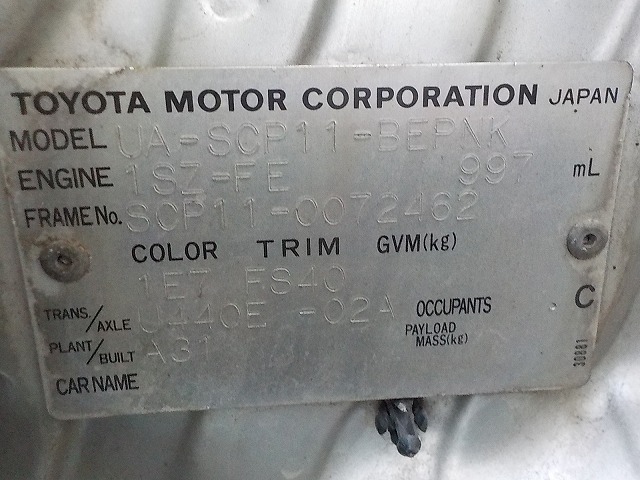 TOYOTA MOTOR CORPORATION JAPAN
MODEL UA-SCP11-BEPNK
ENGINE 1SZ-FE 997 mL
FRAME No. SCP11-0072462
COLOR TRIM GVM(kg)
1E7 FS40
TRANS./AXLE U440E -02A OCCUPANTS C
PLANT/BUILT A31 PAYLOAD MASS(kg)
CAR NAME